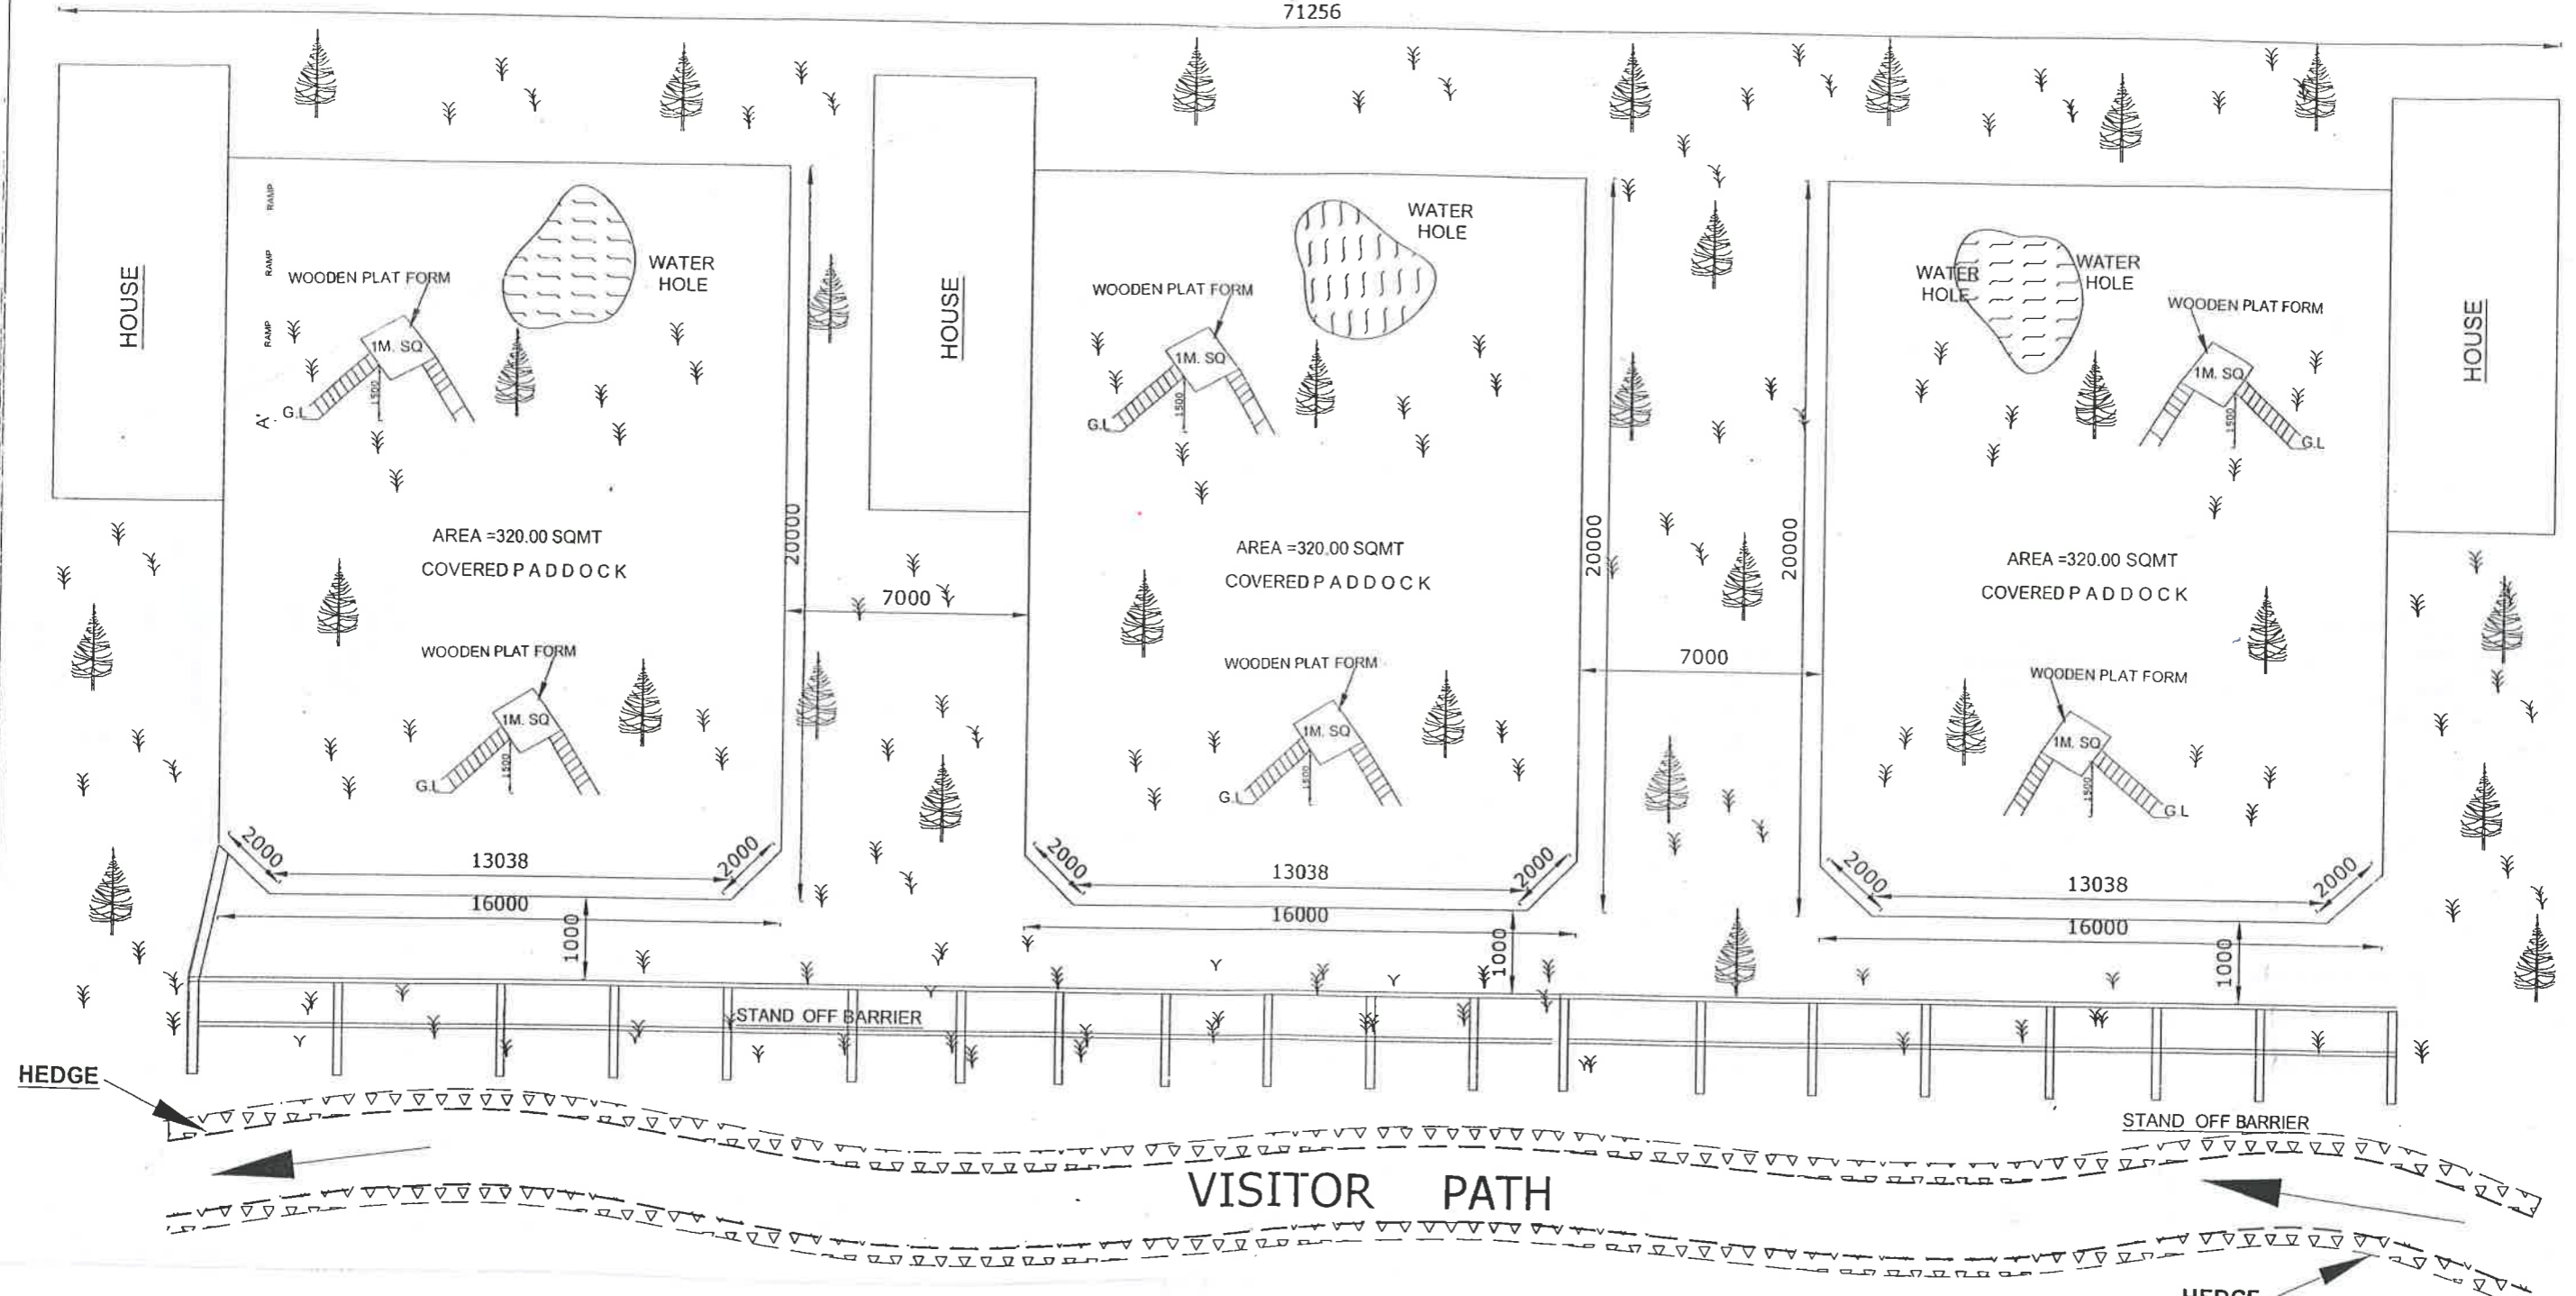 71256
HOUSE
RAMP
RAMP
RAMP
WOODEN PLAT FORM
1M. SQ
1500
G.L
A'
WATER
HOLE
AREA =320.00 SQMT
COVERED PADDOCK
WOODEN PLAT FORM
1M. SQ
1500
G.L
20000
7000
2000
13038
2000
16000
1000
HOUSE
WOODEN PLAT FORM
1M. SQ
1500
G.L
WATER
HOLE
AREA =320.00 SQMT
COVERED PADDOCK
WOODEN PLAT FORM
1M. SQ
1500
G.L
20000
7000
20000
2000
13038
2000
16000
1000
WATER
HOLE
WATER
HOLE
WOODEN PLAT FORM
1M. SQ
1500
G.L
HOUSE
AREA =320.00 SQMT
COVERED PADDOCK
WOODEN PLAT FORM
1M. SQ
1500
G.L
2000
13038
2000
16000
1000
STAND OFF BARRIER
HEDGE
STAND OFF BARRIER
VISITOR PATH
HEDGE